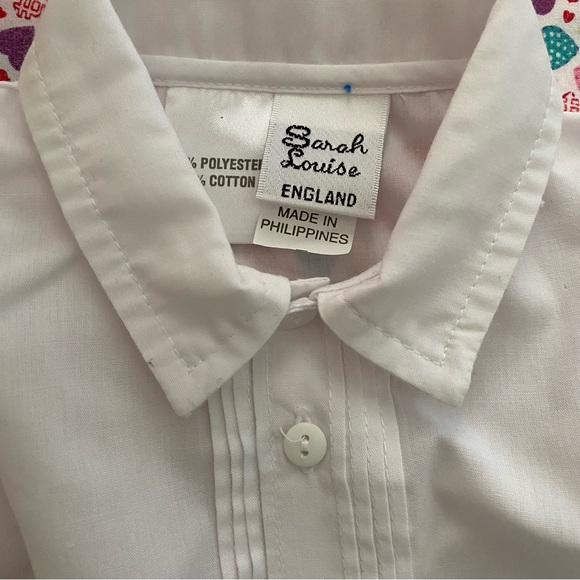 % POLYESTER
% COTTON
Sarah
Louise
ENGLAND
MADE IN
PHILIPPINES